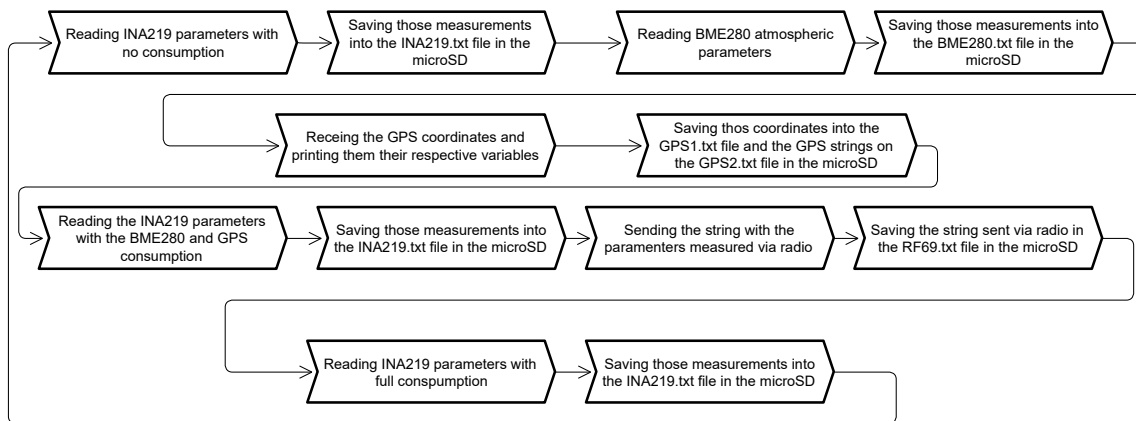 Reading INA219 parameters with
no consumption
Saving those measurements
into the INA219.txt file in the
microSD
Reading BME280 atmospheric
parameters
Saving those measurements into
the BME280.txt file in the
microSD
Receing the GPS coordinates and
printing them their respective variables
Saving thos coordinates into the
GPS1.txt file and the GPS strings on
the GPS2.txt file in the microSD
Reading the INA219 parameters
with the BME280 and GPS
consumption
Saving those measurements into
the INA219.txt file in the microSD
Sending the string with the
paramenters measured via radio
Saving the string sent via radio in
the RF69.txt file in the microSD
Reading INA219 parameters with
full conspumption
Saving those measurements into
the INA219.txt file in the microSD